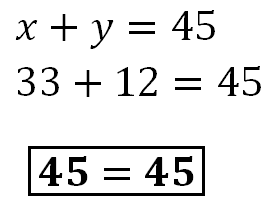 x + y = 45
33 + 12 = 45
45 = 45